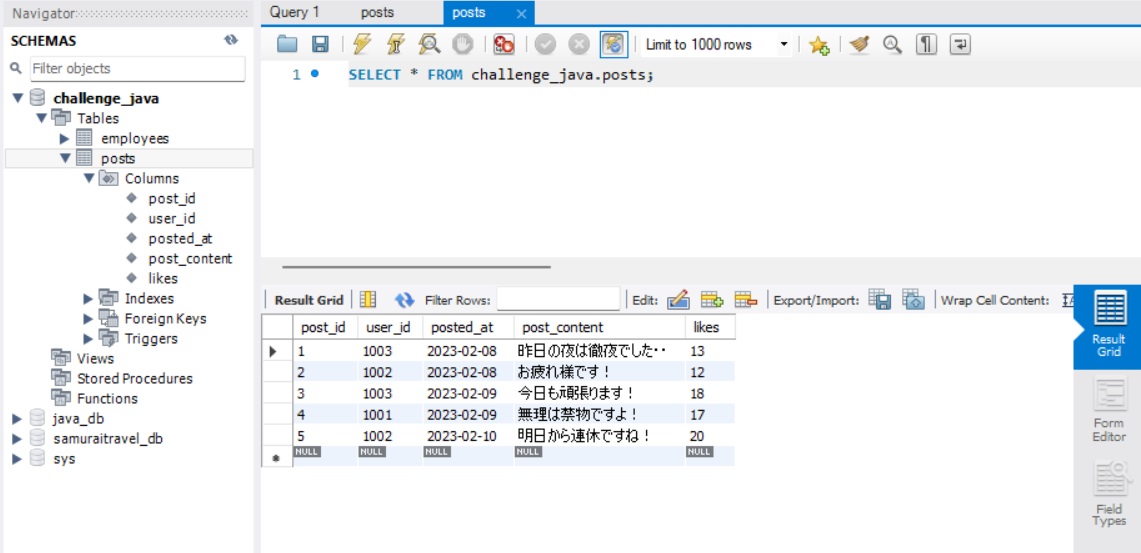 Navigator
SCHEMAS
Filter objects
challenge_java
Tables
employees
posts
Columns
post_id
user_id
posted_at
post_content
likes
Indexes
Foreign Keys
Triggers
Views
Stored Procedures
Functions
java_db
samuraitravel_db
sys
Query 1 posts posts
Limit to 1000 rows
1 SELECT * FROM challenge_java.posts;
Result Grid Filter Rows: Edit: Export/Import: Wrap Cell Content:
post_id user_id posted_at post_content likes
1 1003 2023-02-08 昨日の夜は徹夜でした・・ 13
2 1002 2023-02-08 お疲れ様です！ 12
3 1003 2023-02-09 今日も頑張ります！ 18
4 1001 2023-02-09 無理は禁物ですよ！ 17
5 1002 2023-02-10 明日から連休ですね！ 20
NULL NULL NULL NULL NULL
Result
Grid
Form
Editor
Field
Types